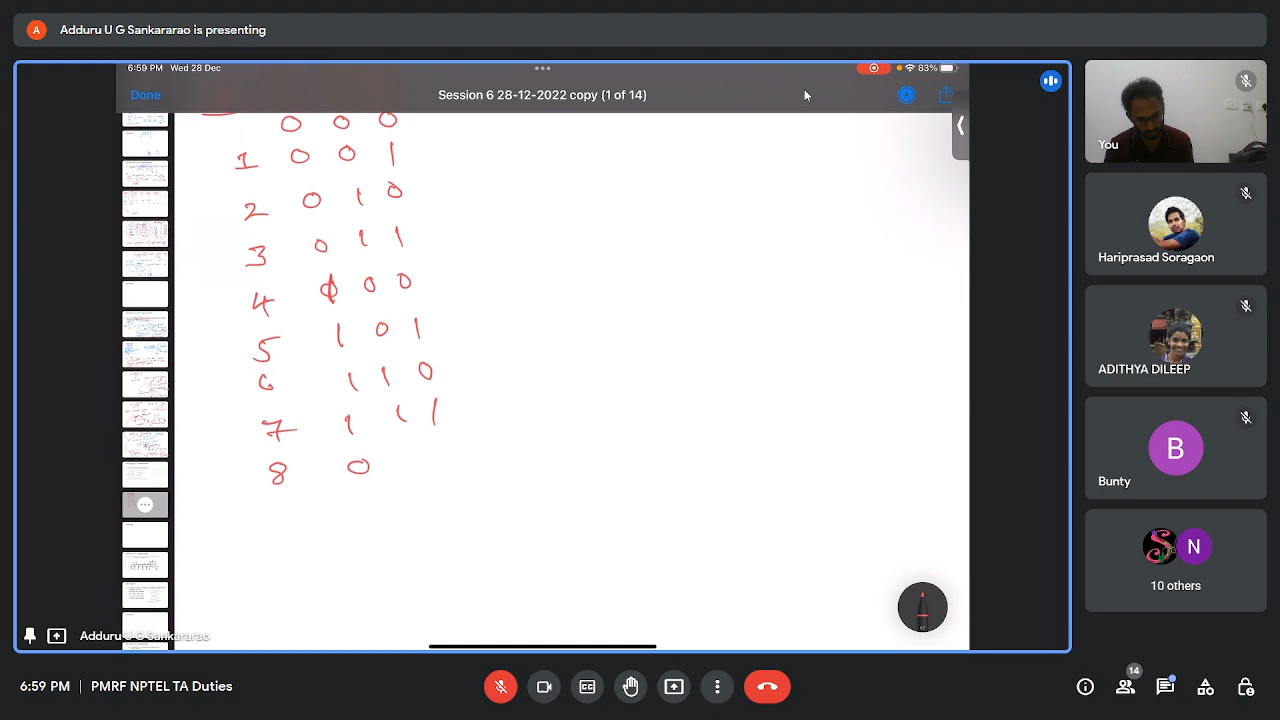 A Adduru U G Sankararao is presenting
6:59 PM Wed 28 Dec
83%
Done
Session 6 28-12-2022 copy (1 of 14)
0 0 0
1 0 0 1
2 0 1 0
3 0 1 1
4 0 0
5 1 0 1
6 1 1 0
7 1 1 1
8 0
Adduru U G Sankararao
You
Hariprasad Soragaon
ADITHYA DILEEP
B
Bunty
N
10 others
6:59 PM | PMRF NPTEL TA Duties
14